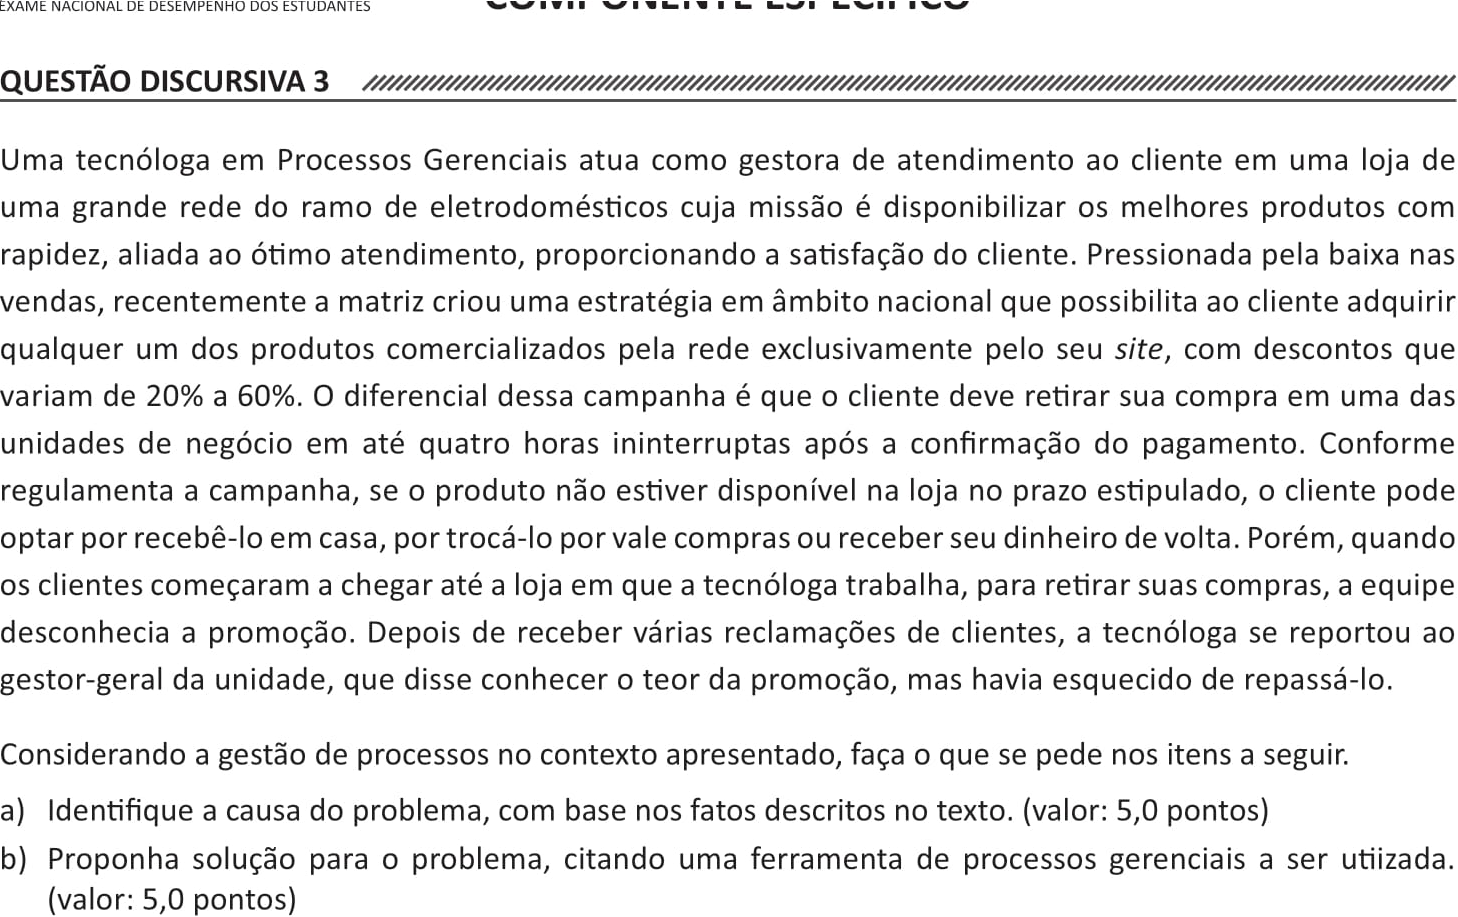 EXAME NACIONAL DE DESEMPENHO DOS ESTUDANTES
COMPONENTE ESPECÍFICO
QUESTÃO DISCURSIVA 3
Uma tecnóloga em Processos Gerenciais atua como gestora de atendimento ao cliente em uma loja de
uma grande rede do ramo de eletrodomésticos cuja missão é disponibilizar os melhores produtos com
rapidez, aliada ao ótimo atendimento, proporcionando a satisfação do cliente. Pressionada pela baixa nas
vendas, recentemente a matriz criou uma estratégia em âmbito nacional que possibilita ao cliente adquirir
qualquer um dos produtos comercializados pela rede exclusivamente pelo seu site, com descontos que
variam de 20% a 60%. O diferencial dessa campanha é que o cliente deve retirar sua compra em uma das
unidades de negócio em até quatro horas ininterruptas após a confirmação do pagamento. Conforme
regulamenta a campanha, se o produto não estiver disponível na loja no prazo estipulado, o cliente pode
optar por recebê-lo em casa, por trocá-lo por vale compras ou receber seu dinheiro de volta. Porém, quando
os clientes começaram a chegar até a loja em que a tecnóloga trabalha, para retirar suas compras, a equipe
desconhecia a promoção. Depois de receber várias reclamações de clientes, a tecnóloga se reportou ao
gestor-geral da unidade, que disse conhecer o teor da promoção, mas havia esquecido de repassá-lo.
Considerando a gestão de processos no contexto apresentado, faça o que se pede nos itens a seguir.
a) Identifique a causa do problema, com base nos fatos descritos no texto. (valor: 5,0 pontos)
b) Proponha solução para o problema, citando uma ferramenta de processos gerenciais a ser utiizada.
(valor: 5,0 pontos)